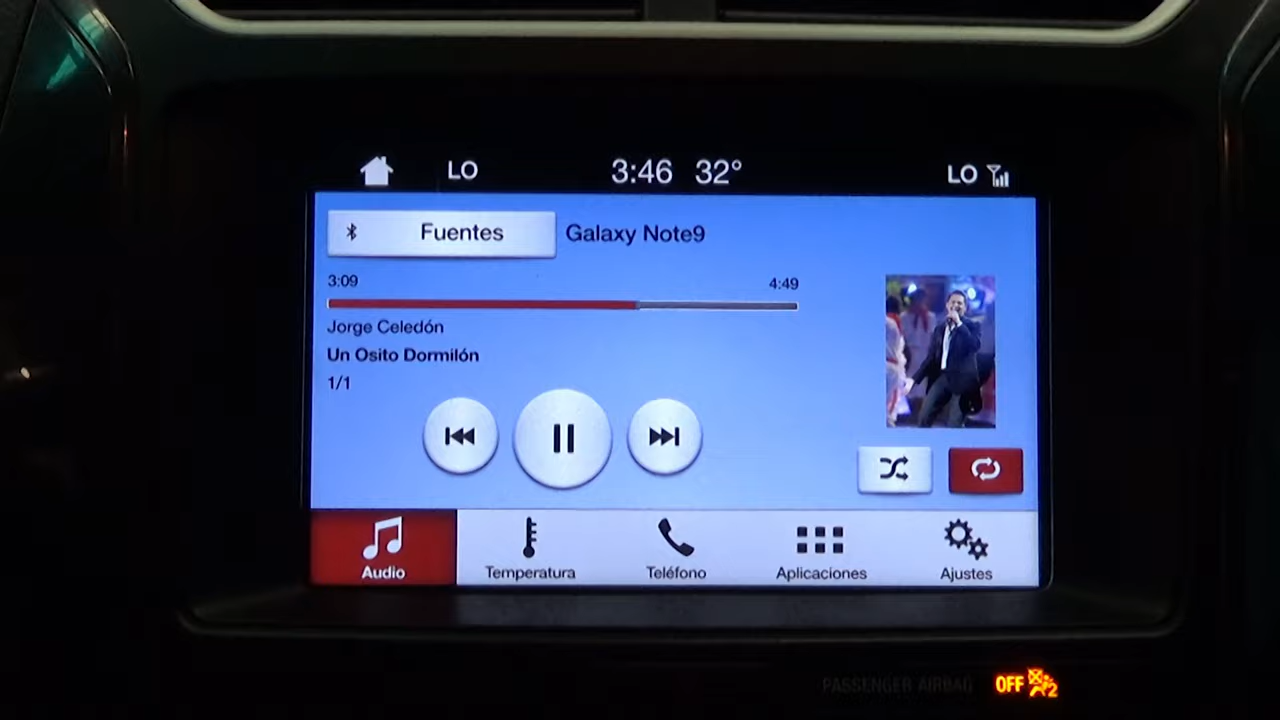 LO 3:46 32° LO
Fuentes Galaxy Note9
3:09 4:49
Jorge Celedón
Un Osito Dormilón
1/1
Audio Temperatura Teléfono Aplicaciones Ajustes
PASSENGER AIRBAG OFF 2